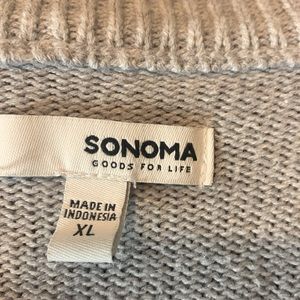 SONOMA
GOODS FOR LIFE
MADE IN
INDONESIA
XL